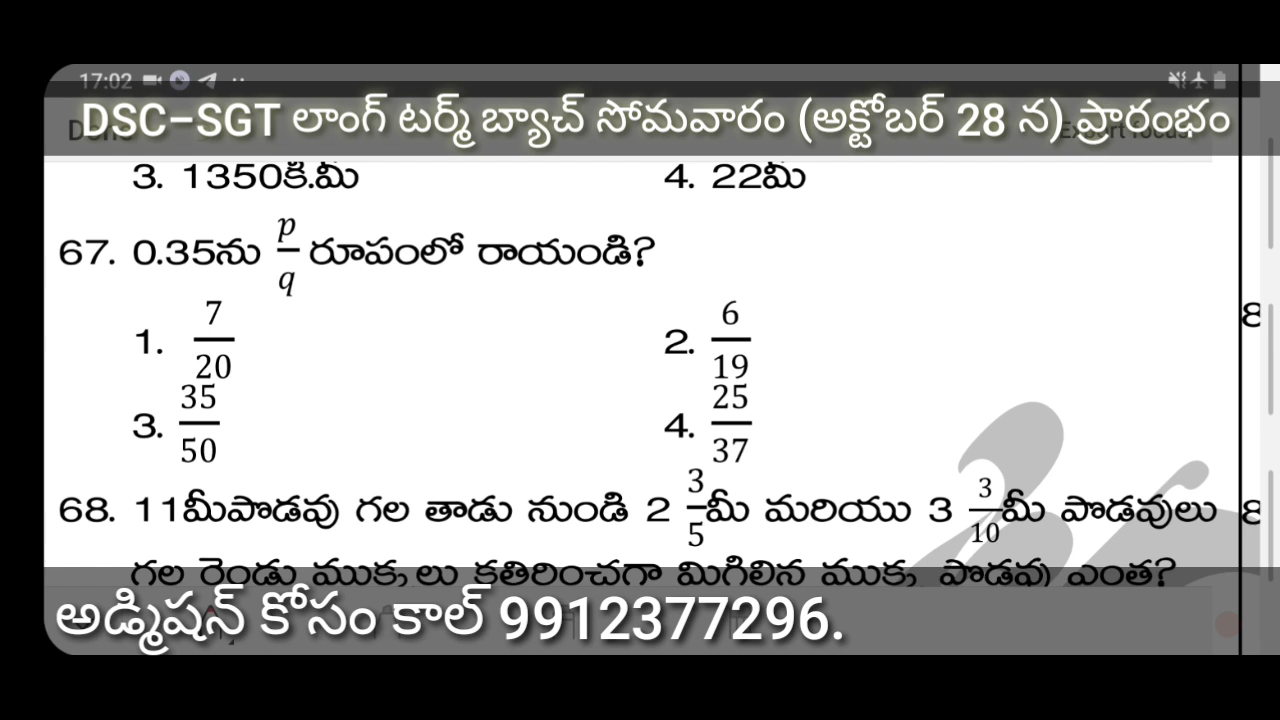 17:02
DSC-SGT లాంగ్ టర్మ్ బ్యాచ్ సోమవారం (అక్టోబర్ 28 న) ప్రారంభం
3. 1350కి.మీ 4. 22మీ
67. 0.35ను p/q రూపంలో రాయండి?
1. 7/20 2. 6/19
3. 35/50 4. 25/37
68. 11మీపొడవు గల తాడు నుండి 2 3/5మీ మరియు 3 3/10మీ పొడవులు
గల రెండు ముక్కలు కత్తిరించగా మిగిలిన ముక్క పొడవు ఎంత?
అడ్మిషన్ కోసం కాల్ 9912377296.